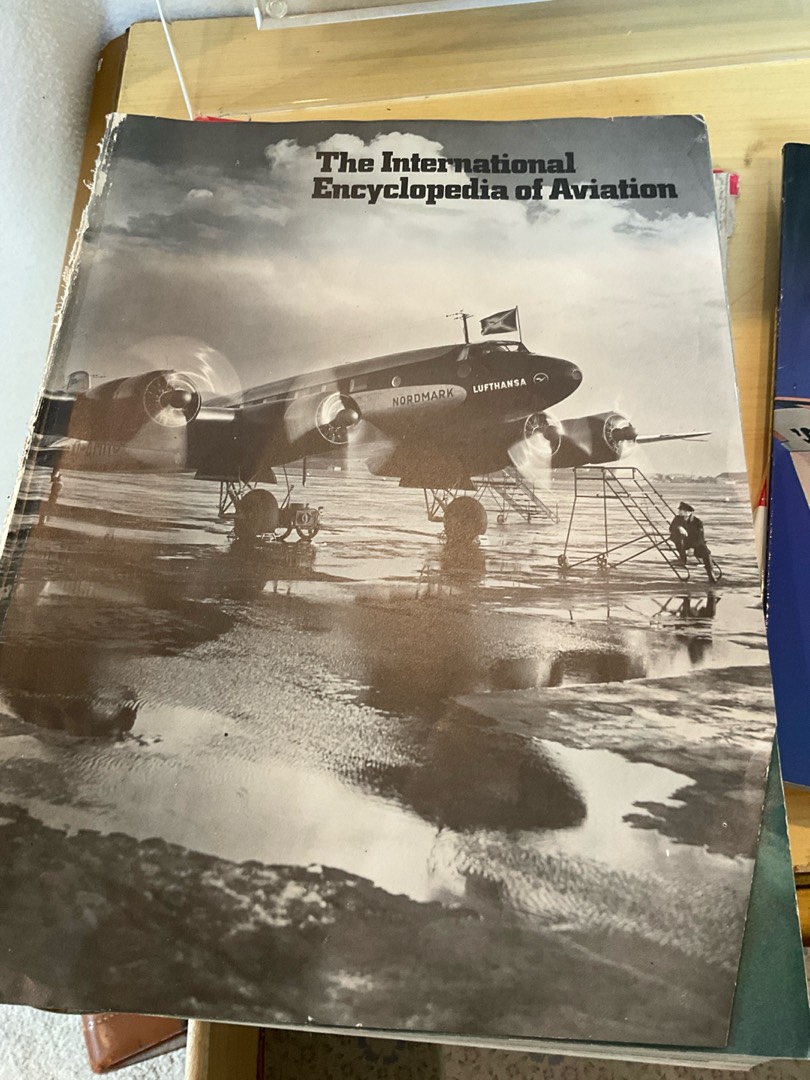 The International
Encyclopedia of Aviation
NORDMARK
LUFTHANSA